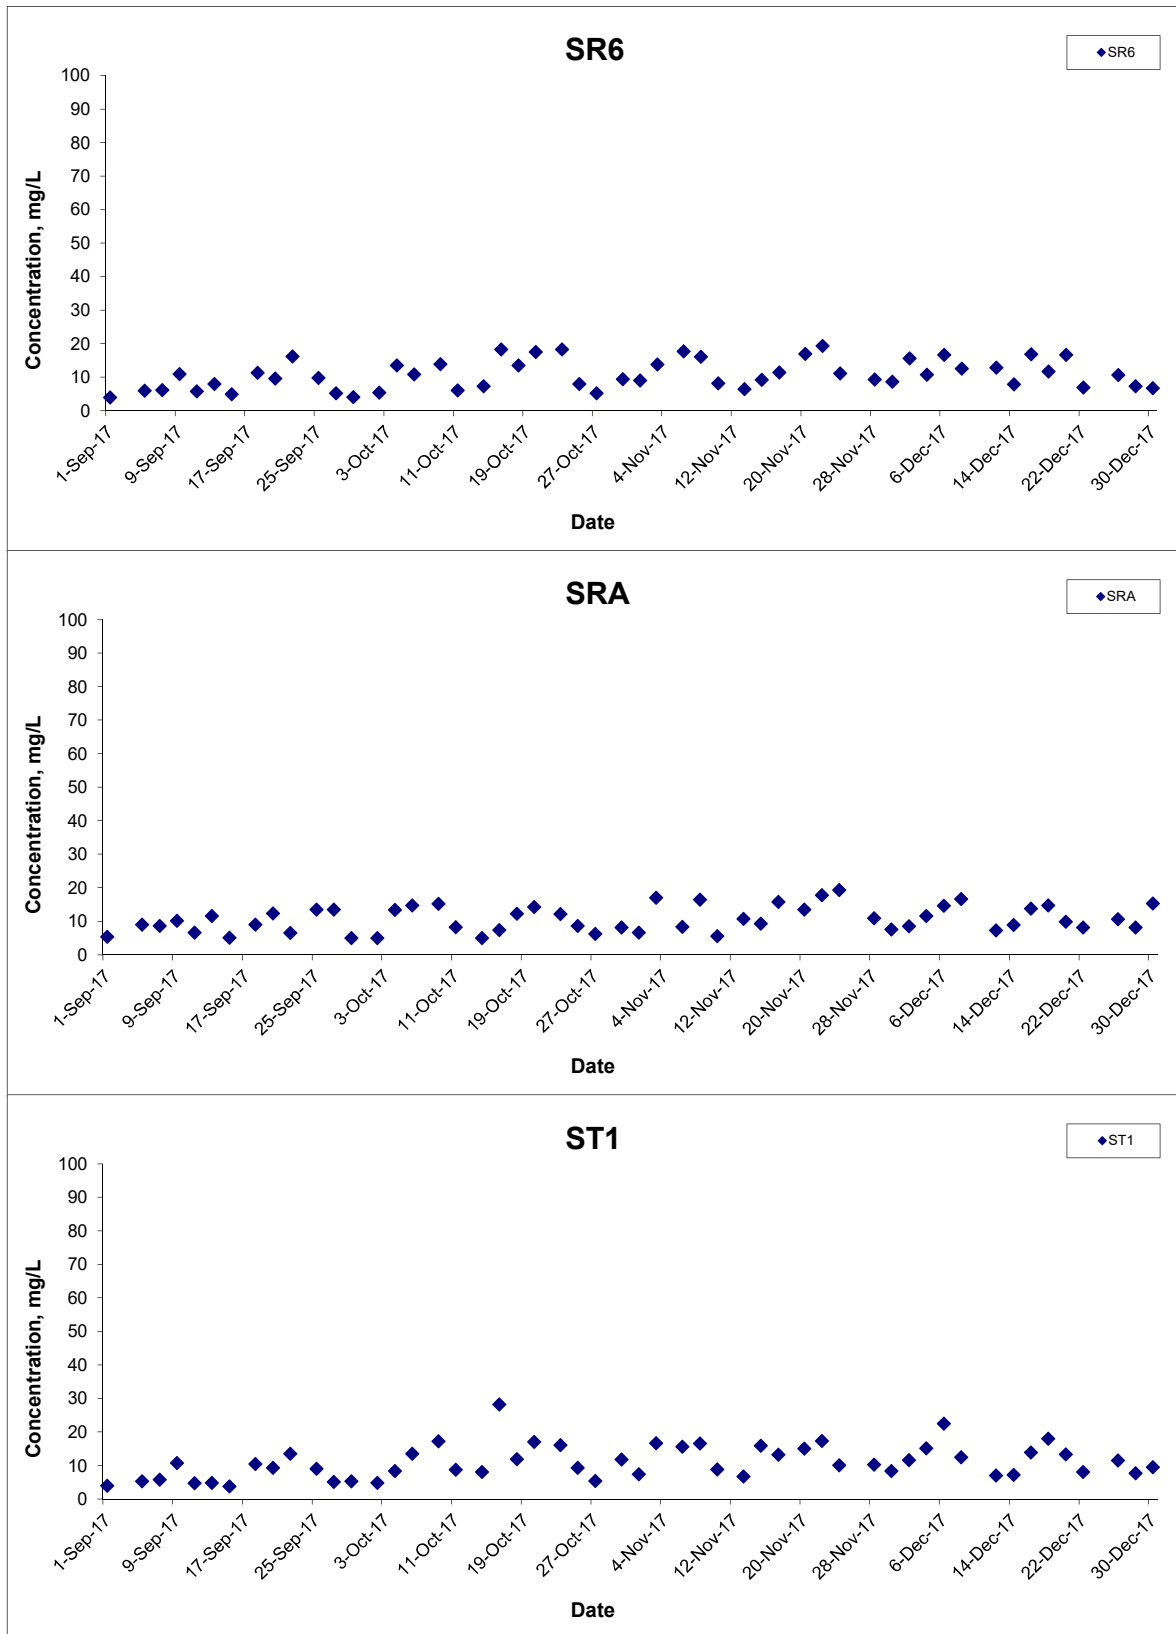 SR6
SR6
100
90
80
70
60
50
40
30
20
10
0
Concentration, mg/L
1-Sep-17
9-Sep-17
17-Sep-17
25-Sep-17
3-Oct-17
11-Oct-17
19-Oct-17
27-Oct-17
4-Nov-17
12-Nov-17
20-Nov-17
28-Nov-17
6-Dec-17
14-Dec-17
22-Dec-17
30-Dec-17
Date
SRA
SRA
100
90
80
70
60
50
40
30
20
10
0
Concentration, mg/L
1-Sep-17
9-Sep-17
17-Sep-17
25-Sep-17
3-Oct-17
11-Oct-17
19-Oct-17
27-Oct-17
4-Nov-17
12-Nov-17
20-Nov-17
28-Nov-17
6-Dec-17
14-Dec-17
22-Dec-17
30-Dec-17
Date
ST1
ST1
100
90
80
70
60
50
40
30
20
10
0
Concentration, mg/L
1-Sep-17
9-Sep-17
17-Sep-17
25-Sep-17
3-Oct-17
11-Oct-17
19-Oct-17
27-Oct-17
4-Nov-17
12-Nov-17
20-Nov-17
28-Nov-17
6-Dec-17
14-Dec-17
22-Dec-17
30-Dec-17
Date